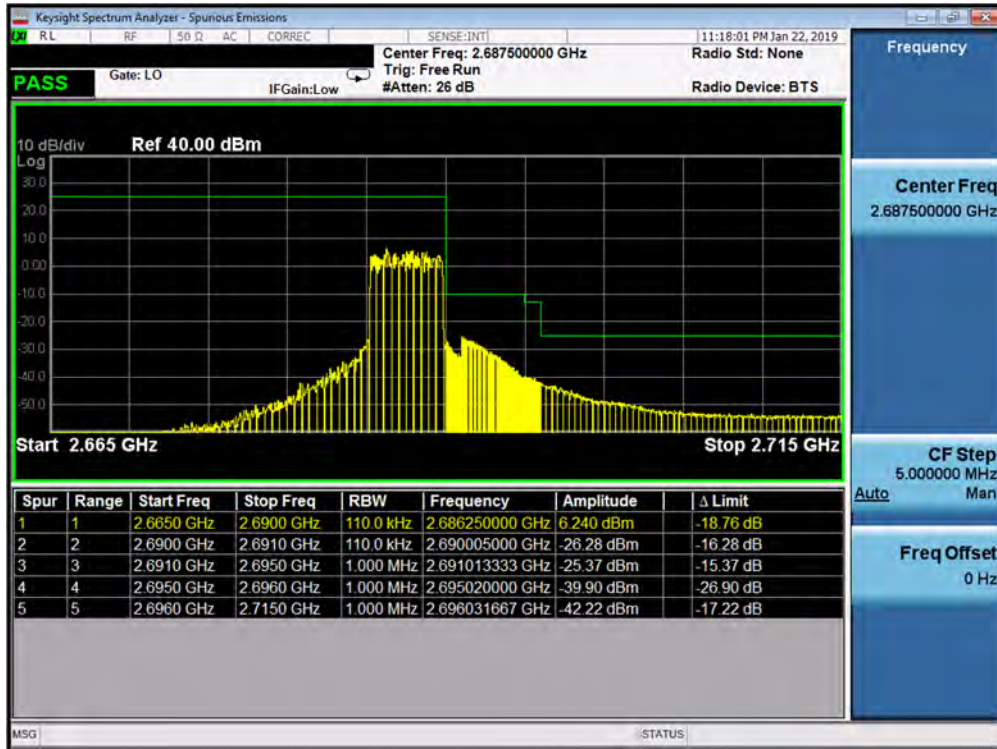 Keysight Spectrum Analyzer - Spurious Emissions
LXI RL RF 50 Ω AC CORREC SENSE:INT 11:18:01 PM Jan 22, 2019
Center Freq: 2.687500000 GHz Radio Std: None
PASS Gate: LO Trig: Free Run
IFGain:Low #Atten: 26 dB Radio Device: BTS
10 dB/div Ref 40.00 dBm
Log
30.0
20.0
10.0
0.00
-10.0
-20.0
-30.0
-40.0
-50.0
Start 2.665 GHz Stop 2.715 GHz
Spur Range Start Freq Stop Freq RBW Frequency Amplitude Δ Limit
1 1 2.6650 GHz 2.6900 GHz 110.0 kHz 2.686250000 GHz 6.240 dBm -18.76 dB
2 2 2.6900 GHz 2.6910 GHz 110.0 kHz 2.690005000 GHz -26.28 dBm -16.28 dB
3 3 2.6910 GHz 2.6950 GHz 1.000 MHz 2.691013333 GHz -25.37 dBm -15.37 dB
4 4 2.6950 GHz 2.6960 GHz 1.000 MHz 2.695020000 GHz -39.90 dBm -26.90 dB
5 5 2.6960 GHz 2.7150 GHz 1.000 MHz 2.696031667 GHz -42.22 dBm -17.22 dB
MSG STATUS
Frequency
Center Freq
2.687500000 GHz
CF Step
5.000000 MHz
Auto Man
Freq Offset
0 Hz